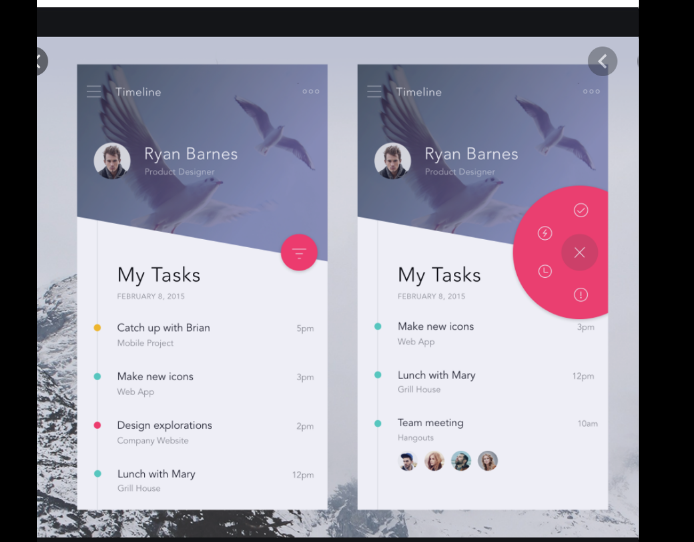 Timeline
Ryan Barnes
Product Designer
My Tasks
FEBRUARY 8, 2015
Catch up with Brian 5pm
Mobile Project
Make new icons 3pm
Web App
Design explorations 2pm
Company Website
Lunch with Mary 12pm
Grill House
Timeline
Ryan Barnes
Product Designer
My Tasks
FEBRUARY 8, 2015
Make new icons 3pm
Web App
Lunch with Mary 12pm
Grill House
Team meeting 10am
Hangouts